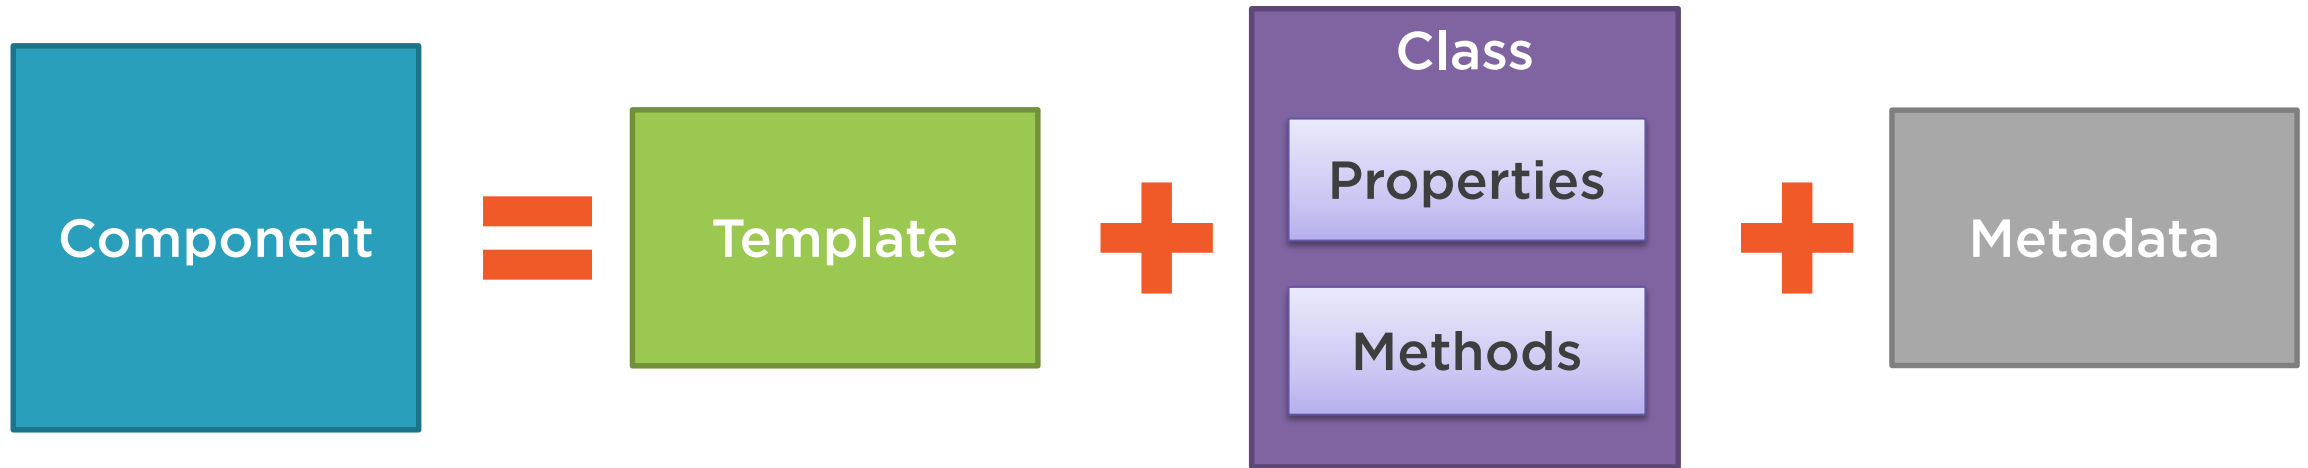 Component
=
Template
+
Class
Properties
Methods
+
Metadata